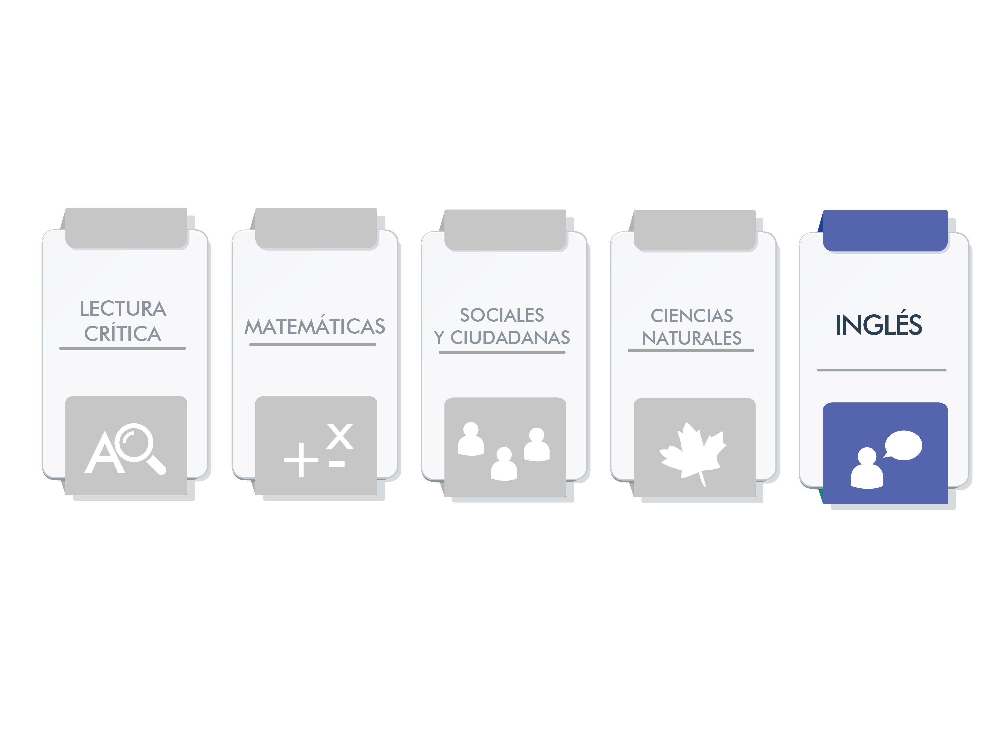 LECTURA
CRÍTICA
MATEMÁTICAS
SOCIALES
Y CIUDADANAS
CIENCIAS
NATURALES
INGLÉS
A
x
+
-